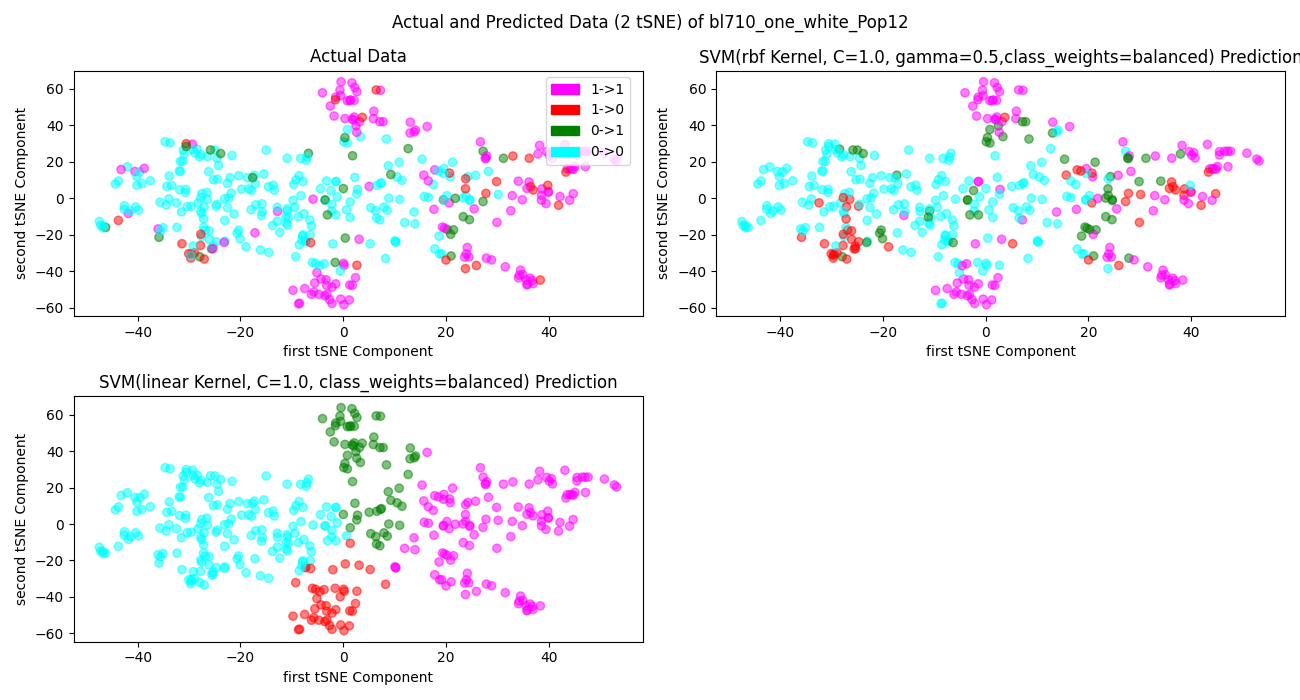 Actual and Predicted Data (2 tSNE) of bl710_one_white_Pop12
Actual Data
second tSNE Component
60
40
20
0
−20
−40
−60
1->1
1->0
0->1
0->0
−40 −20 0 20 40
first tSNE Component
SVM(rbf Kernel, C=1.0, gamma=0.5,class_weights=balanced) Prediction
second tSNE Component
60
40
20
0
−20
−40
−60
−40 −20 0 20 40
first tSNE Component
SVM(linear Kernel, C=1.0, class_weights=balanced) Prediction
second tSNE Component
60
40
20
0
−20
−40
−60
−40 −20 0 20 40
first tSNE Component